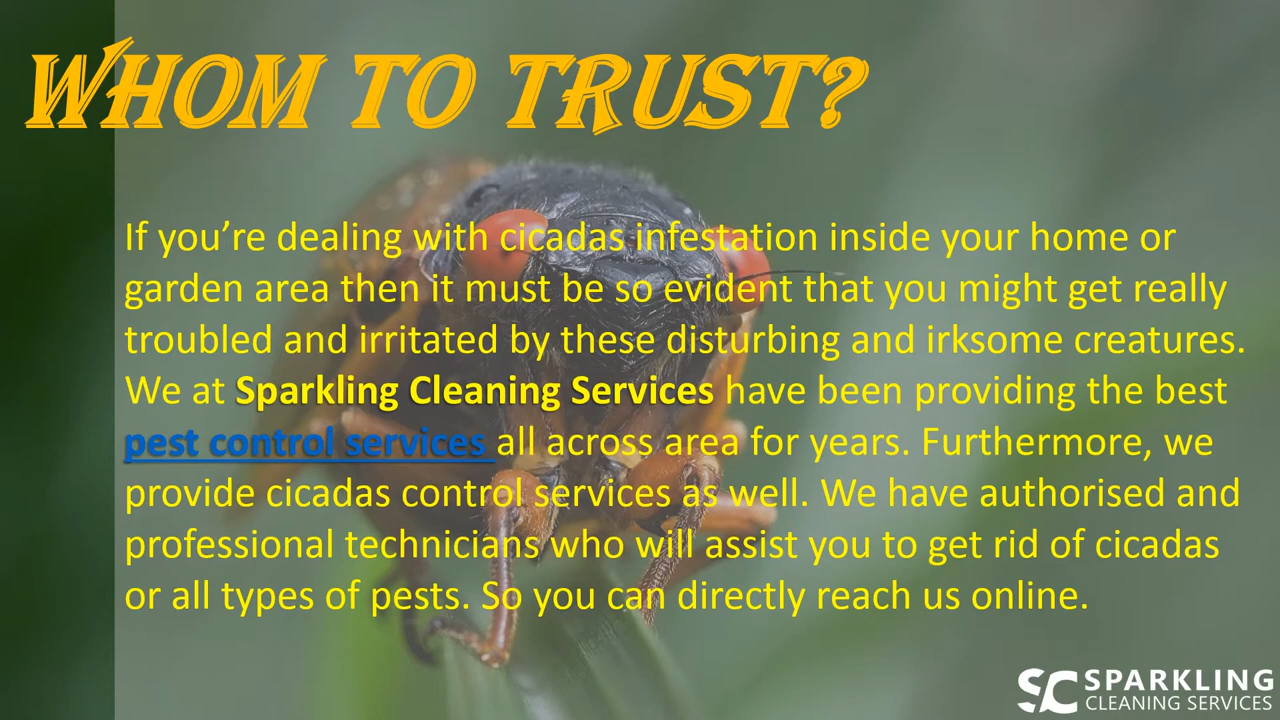 WHOM TO TRUST?
If you’re dealing with cicadas infestation inside your home or
garden area then it must be so evident that you might get really
troubled and irritated by these disturbing and irksome creatures.
We at Sparkling Cleaning Services have been providing the best
pest control services all across area for years. Furthermore, we
provide cicadas control services as well. We have authorised and
professional technicians who will assist you to get rid of cicadas
or all types of pests. So you can directly reach us online.
SC SPARKLING
CLEANING SERVICES